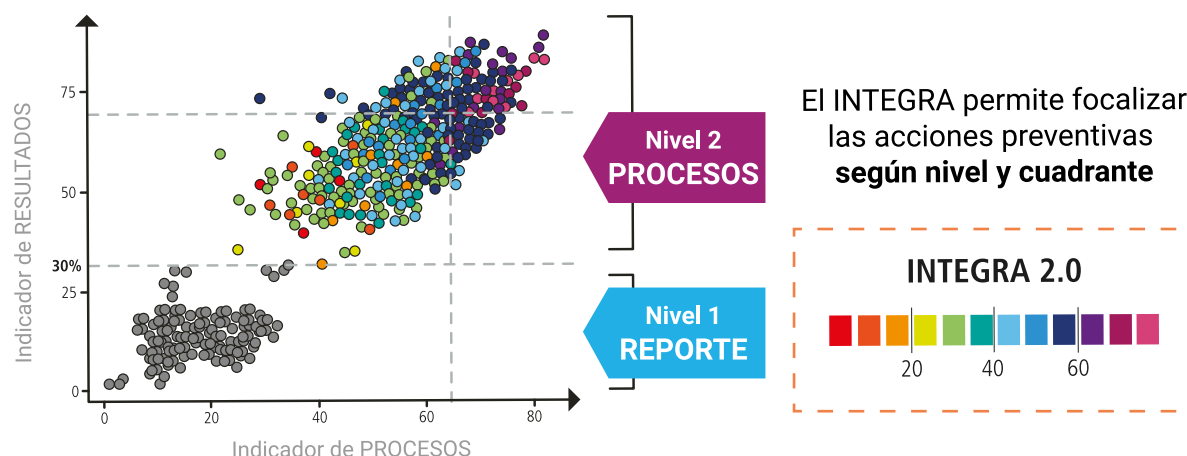 Indicador de RESULTADOS
75
50
30%
25
0
0
20
40
60
80
Indicador de PROCESOS
Nivel 2
PROCESOS
Nivel 1
REPORTE
El INTEGRA permite focalizar
las acciones preventivas
según nivel y cuadrante
INTEGRA 2.0
20
40
60